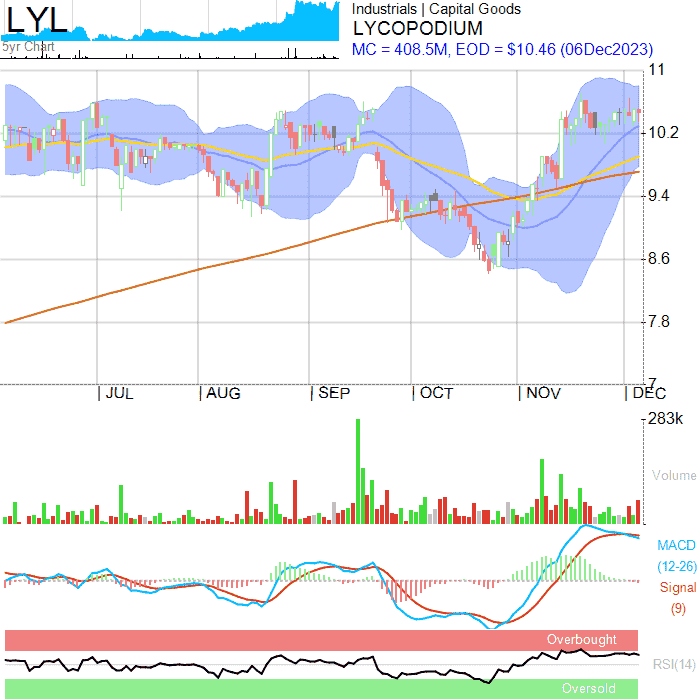 LYL
5yr Chart
Industrials | Capital Goods
LYCOPODIUM
MC = 408.5M, EOD = $10.46 (06Dec2023)
11
10.2
9.4
8.6
7.8
7
JUL
AUG
SEP
OCT
NOV
DEC
283k
Volume
MACD
(12-26)
Signal
(9)
Overbought
RSI(14)
Oversold